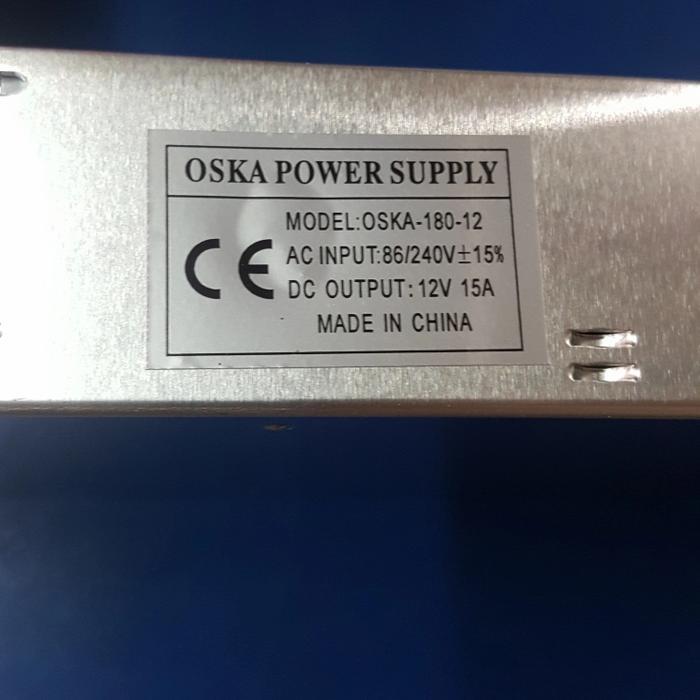 OSKA POWER SUPPLY
MODEL:OSKA-180-12
CE AC INPUT:86/240V±15%
DC OUTPUT: 12V 15A
MADE IN CHINA